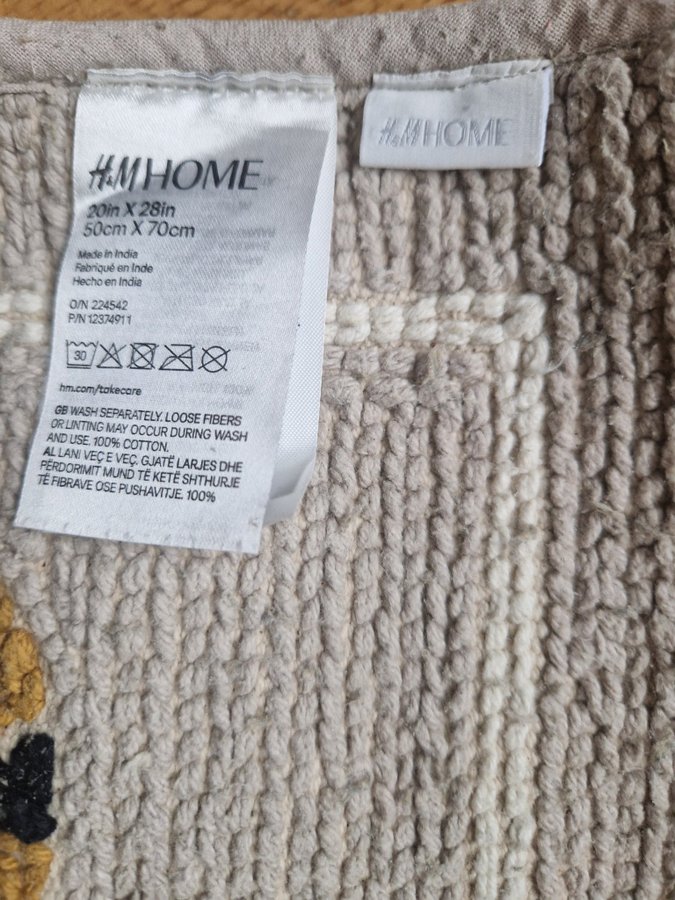 H&M HOME
20in X 28in
50cm X 70cm
Made in India
Fabriqué en Inde
Hecho en India
O/N 224542
P/N 12374911
30
hm.com/takecare
GB WASH SEPARATELY. LOOSE FIBERS
OR LINTING MAY OCCUR DURING WASH
AND USE. 100% COTTON.
AL LANI VEÇ E VEÇ. GJATË LARJES DHE
PËRDORIMIT MUND TË KETË SHTHURJE
TË FIBRAVE OSE PUSHAVITJE. 100%
H&M HOME